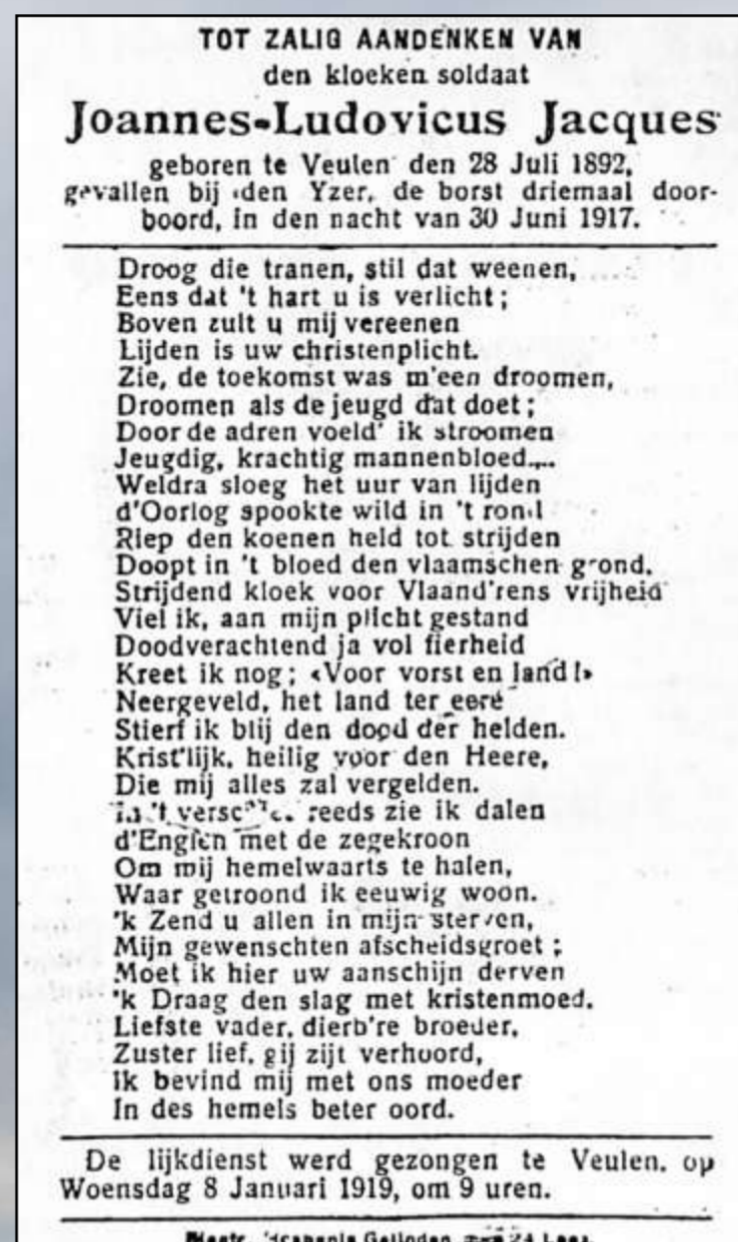 TOT ZALIG AANDENKEN VAN
den kloeken soldaat
Joannes-Ludovicus Jacques
geboren te Veulen den 28 Juli 1892,
gevallen bij den Yzer, de borst driemaal door-
boord, in den nacht van 30 Juni 1917.
Droog die tranen, stil dat weenen,
Eens dat 't hart u is verlicht;
Boven zult u mij vereenen
Lijden is uw christenplicht.
Zie, de toekomst was m'een droomen,
Droomen als de jeugd dat doet;
Door de adren voeld' ik stroomen
Jeugdig, krachtig mannenbloed...
Weldra sloeg het uur van lijden
d'Oorlog spookte wild in 't rond
Riep den koenen held tot strijden
Doopt in 't bloed den vlaamschen grond.
Strijdend kloek voor Vlaand'rens vrijheid
Viel ik, aan mijn plicht gestand
Doodverachtend ja vol fierheid
Kreet ik nog; «Voor vorst en land!»
Neergeveld, het land ter eere
Stierf ik blij den dood der helden.
Krist'lijk, heilig voor den Heere,
Die mij alles zal vergelden.
In 't reeds zie ik dalen
d'Englen met de zegekroon
Om mij hemelwaarts te halen,
Waar getroond ik eeuwig woon.
'k Zend u allen in mijn sterven,
Mijn gewenschten afscheidsgroet;
Moet ik hier uw aanschijn derven
'k Draag den slag met kristenmoed.
Liefste vader, dierb're broeder,
Zuster lief, gij zijt verhoord,
Ik bevind mij met ons moeder
In des hemels beter oord.
De lijkdienst werd gezongen te Veulen, op
Woensdag 8 Januari 1919, om 9 uren.